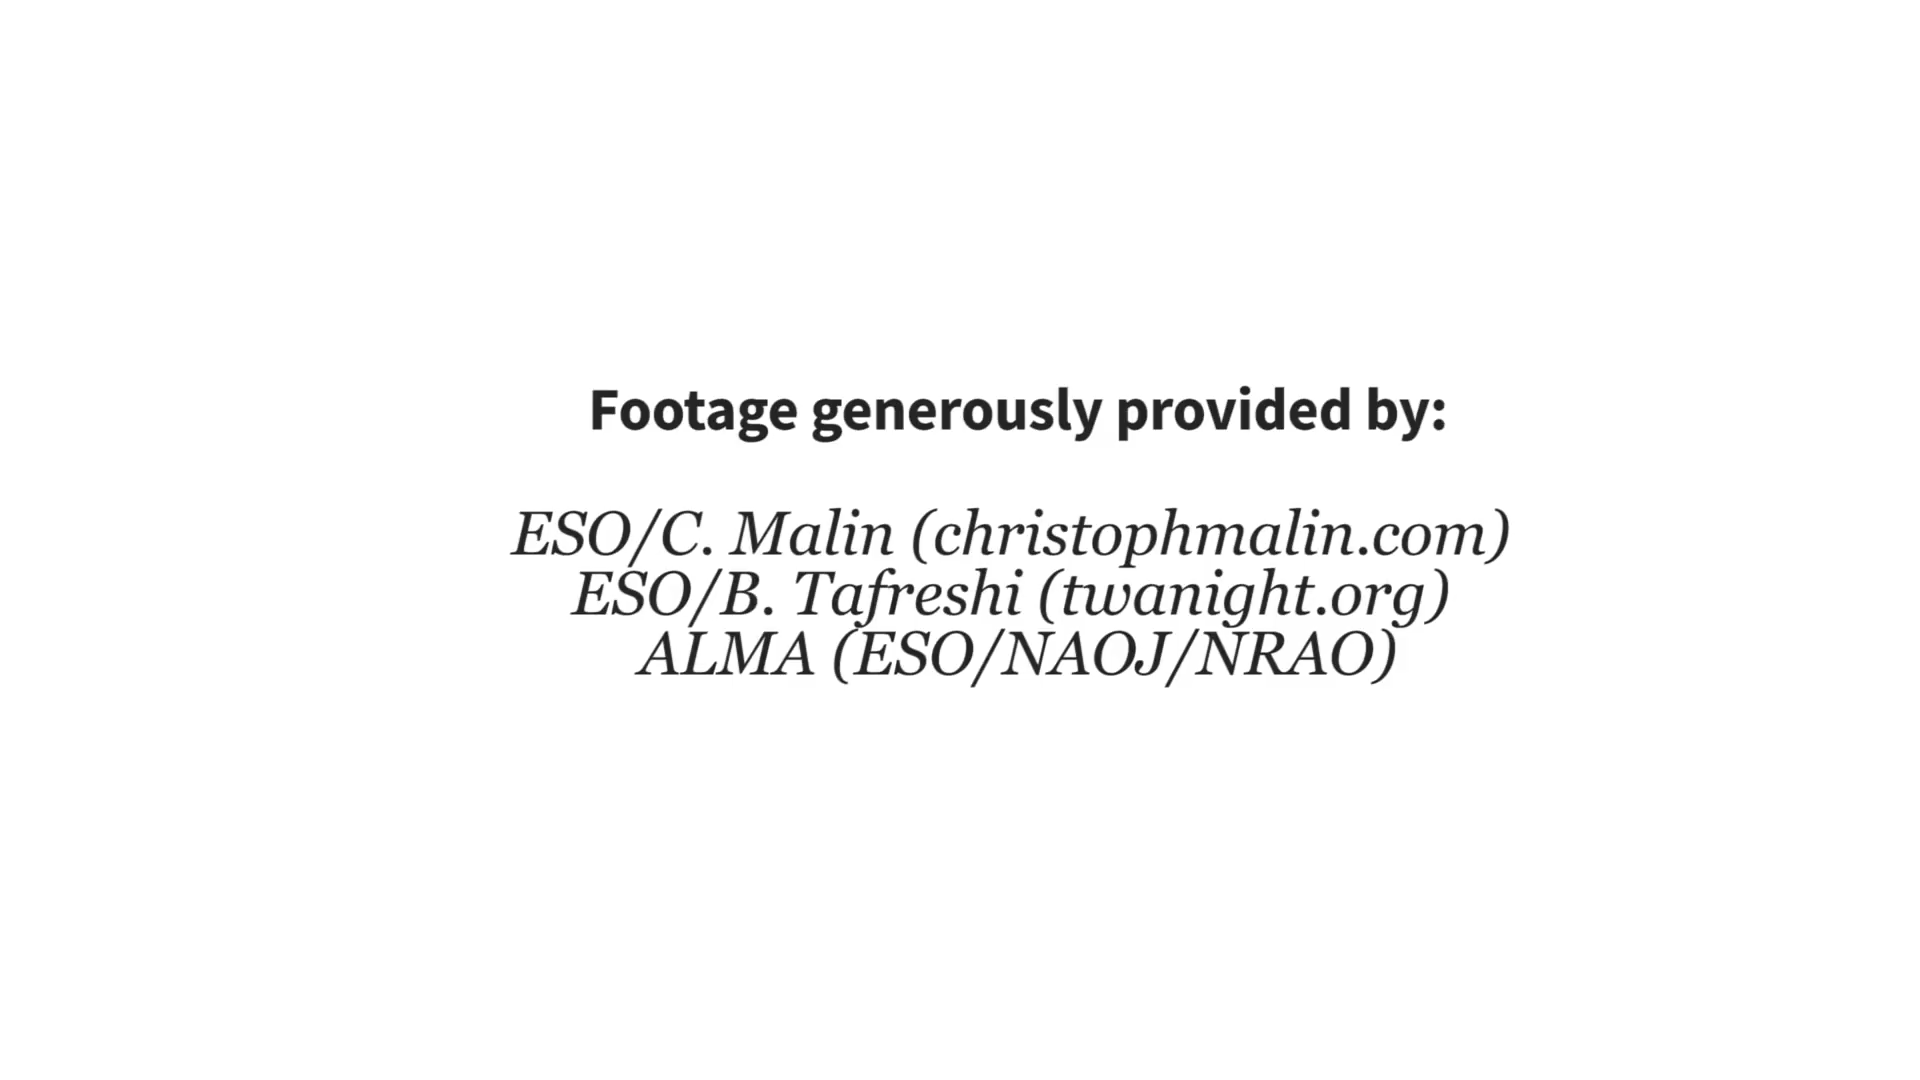 Footage generously provided by:
ESO/C. Malin (christophmalin.com)
ESO/B. Tafreshi (twanight.org)
ALMA (ESO/NAOJ/NRAO)